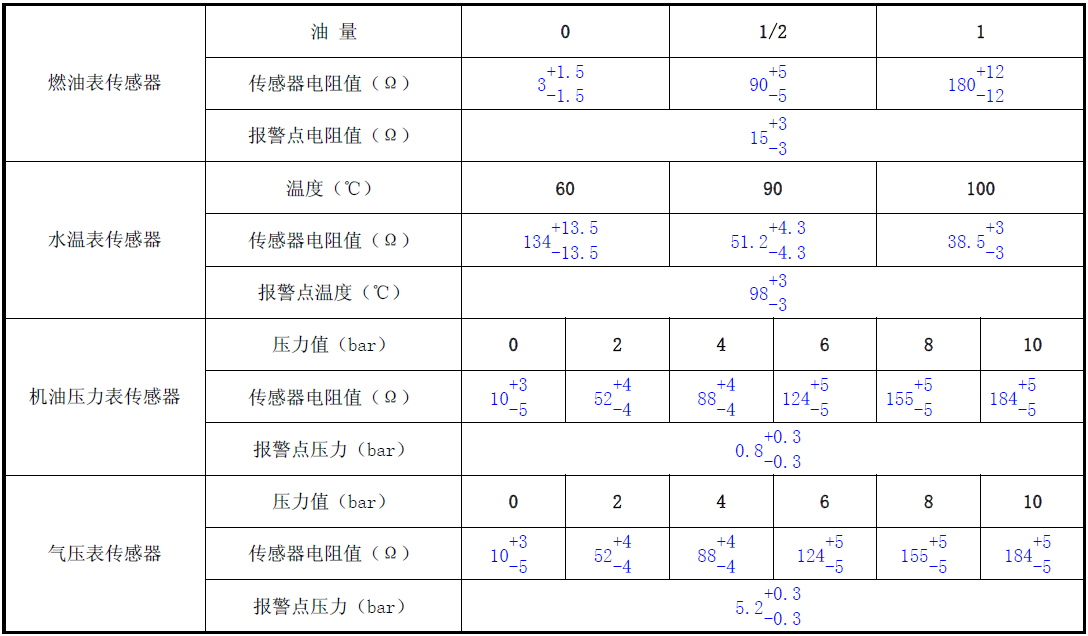 燃油表传感器
油 量 0 1/2 1
传感器电阻值（Ω） 3+1.5-1.5 90+5-5 180+12-12
报警点电阻值（Ω） 15+3-3
水温表传感器
温度（℃） 60 90 100
传感器电阻值（Ω） 134+13.5-13.5 51.2+4.3-4.3 38.5+3-3
报警点温度（℃） 98+3-3
机油压力表传感器
压力值（bar） 0 2 4 6 8 10
传感器电阻值（Ω） 10+3-5 52+4-4 88+4-4 124+5-5 155+5-5 184+5-5
报警点压力（bar） 0.8+0.3-0.3
气压表传感器
压力值（bar） 0 2 4 6 8 10
传感器电阻值（Ω） 10+3-5 52+4-4 88+4-4 124+5-5 155+5-5 184+5-5
报警点压力（bar） 5.2+0.3-0.3